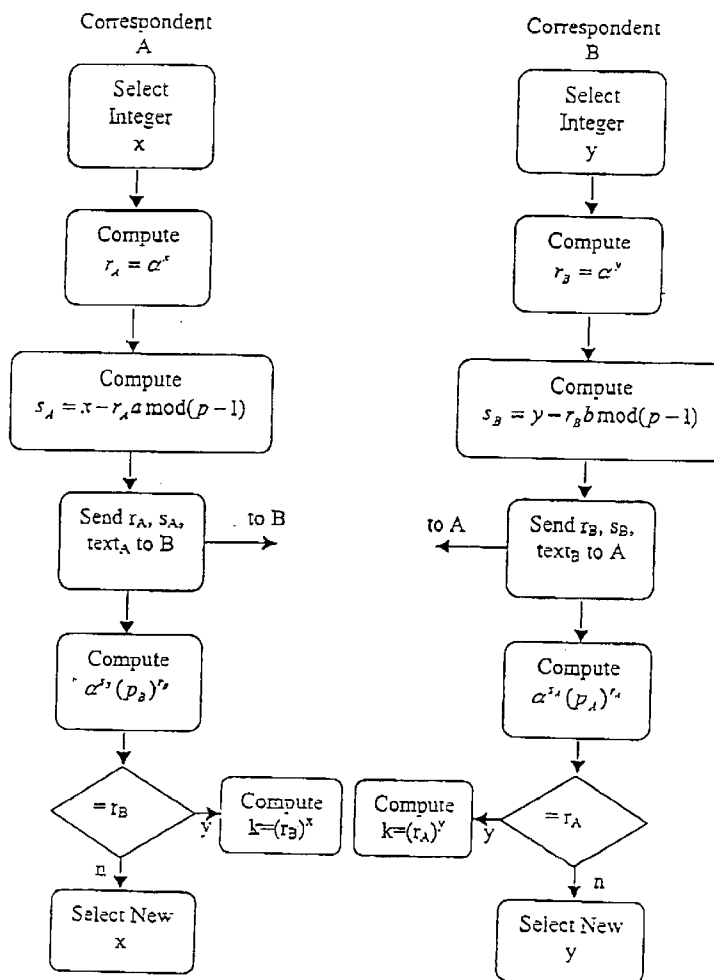 Correspondent
A
Select
Integer
x
Compute
r_A = α^x
Compute
s_A = x − r_A a mod(p − 1)
Send r_A, s_A,
text_A to B
to B
Compute
α^{s_B}(p_B)^{r_B}
= r_B
y
Compute
k=(r_B)^x
n
Select New
x
Correspondent
B
Select
Integer
y
Compute
r_B = α^y
Compute
s_B = y − r_B b mod(p − 1)
to A
Send r_B, s_B,
text_B to A
Compute
α^{s_A}(p_A)^{r_A}
= r_A
y
Compute
k=(r_A)^y
n
Select New
y